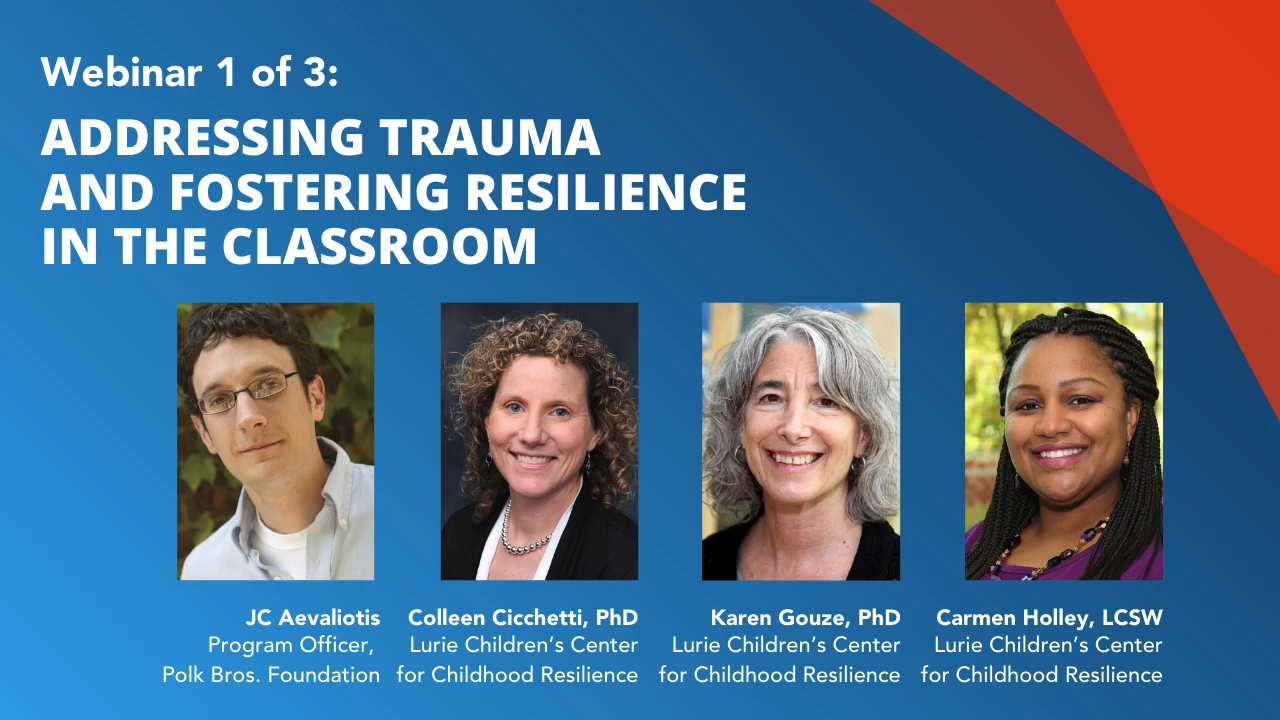 Webinar 1 of 3:
ADDRESSING TRAUMA
AND FOSTERING RESILIENCE
IN THE CLASSROOM
JC Aevaliotis
Program Officer,
Polk Bros. Foundation
Colleen Cicchetti, PhD
Lurie Children’s Center
for Childhood Resilience
Karen Gouze, PhD
Lurie Children’s Center
for Childhood Resilience
Carmen Holley, LCSW
Lurie Children’s Center
for Childhood Resilience